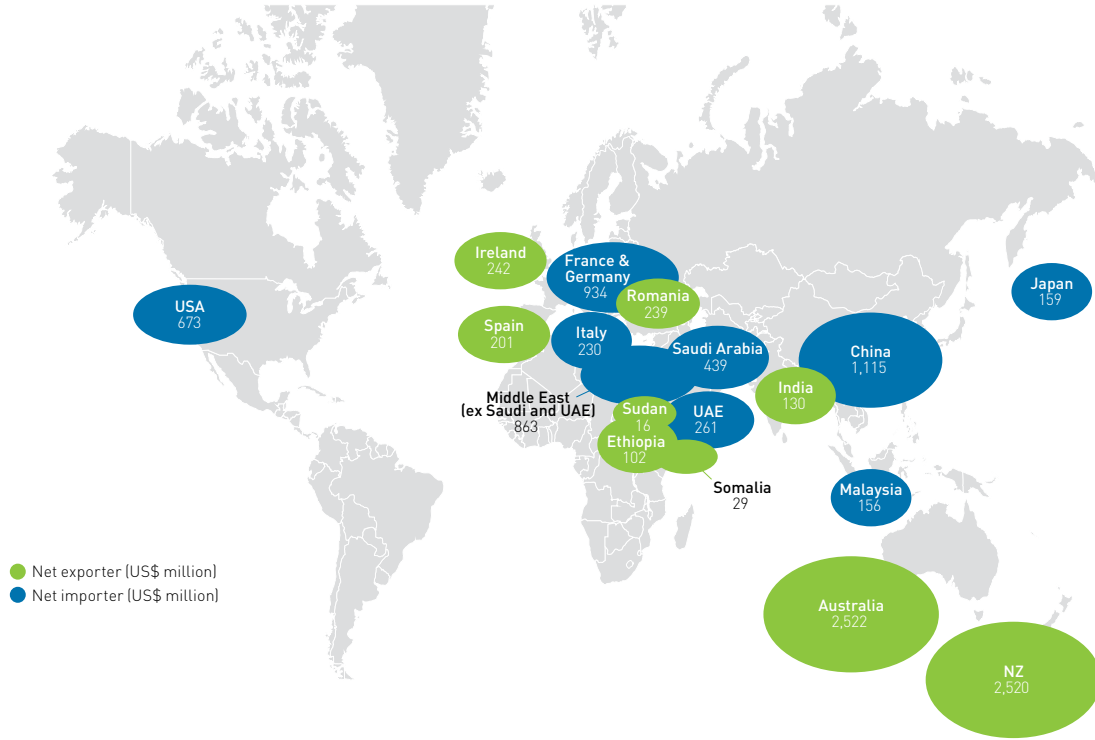 Ireland
242
France &
Germany
934
Romania
239
USA
673
Spain
201
Italy
230
Saudi Arabia
439
Japan
159
China
1,115
India
130
Middle East
(ex Saudi and UAE)
863
Sudan
16
UAE
261
Ethiopia
102
Somalia
29
Malaysia
156
Net exporter (US$ million)
Net importer (US$ million)
Australia
2,522
NZ
2,520